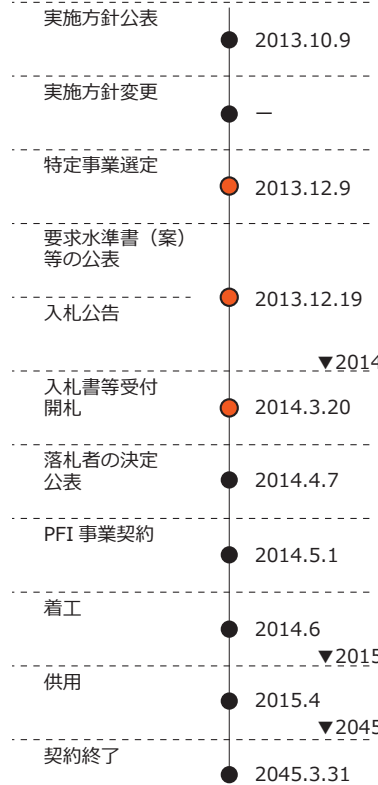 実施方針公表
2013.10.9
実施方針変更
ー
特定事業選定
2013.12.9
要求水準書（案）
等の公表
2013.12.19
入札公告
▼2014
入札書等受付
開札
2014.3.20
落札者の決定
公表
2014.4.7
PFI 事業契約
2014.5.1
着工
2014.6
▼2015
供用
2015.4
▼2045
契約終了
2045.3.31